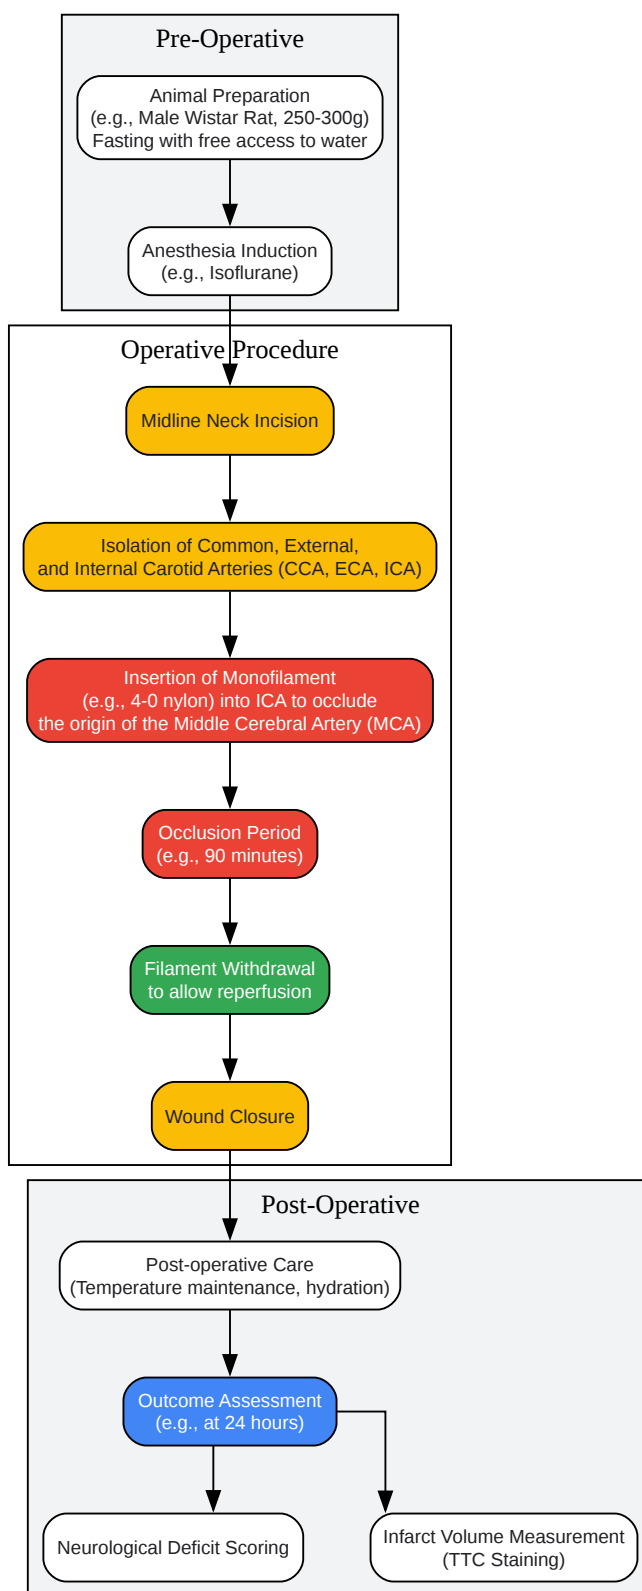 Pre-Operative
Animal Preparation
(e.g., Male Wistar Rat, 250-300g)
Fasting with free access to water
Anesthesia Induction
(e.g., Isoflurane)
Operative Procedure
Midline Neck Incision
Isolation of Common, External,
and Internal Carotid Arteries (CCA, ECA, ICA)
Insertion of Monofilament
(e.g., 4-0 nylon) into ICA to occlude
the origin of the Middle Cerebral Artery (MCA)
Occlusion Period
(e.g., 90 minutes)
Filament Withdrawal
to allow reperfusion
Wound Closure
Post-Operative
Post-operative Care
(Temperature maintenance, hydration)
Outcome Assessment
(e.g., at 24 hours)
Neurological Deficit Scoring
Infarct Volume Measurement
(TTC Staining)